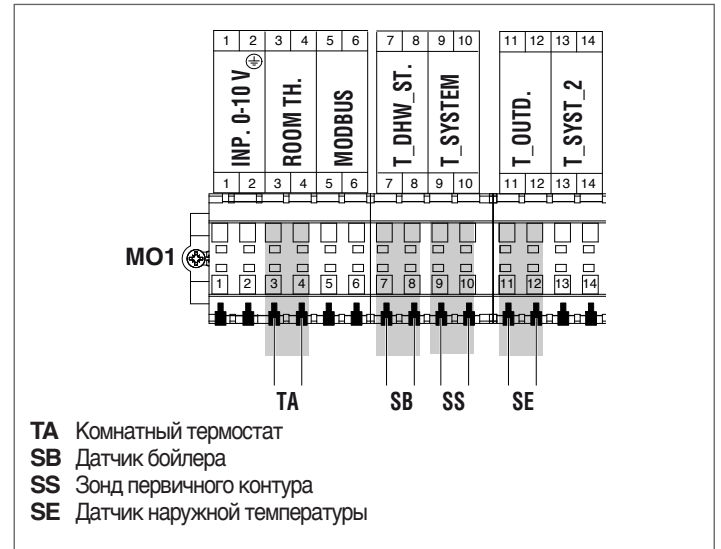 1 2 3 4 5 6 7 8 9 10 11 12 13 14
INP. 0-10 V
ROOM TH.
MODBUS
T_DHW_ST.
T_SYSTEM
T_OUTD.
T_SYST_2
1 2 3 4 5 6 7 8 9 10 11 12 13 14
MO1
1 2 3 4 5 6 7 8 9 10 11 12 13 14
TA SB SS SE
TA Комнатный термостат
SB Датчик бойлера
SS Зонд первичного контура
SE Датчик наружной температуры